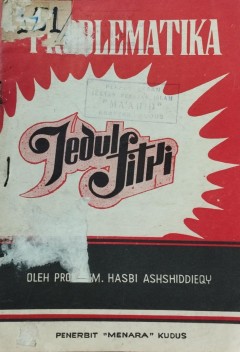 PROBLEMATIKA
Iedul
fitri
OLEH PROF M. HASBI ASHSHIDDIEQY
PENERBIT "MENARA" KUDUS